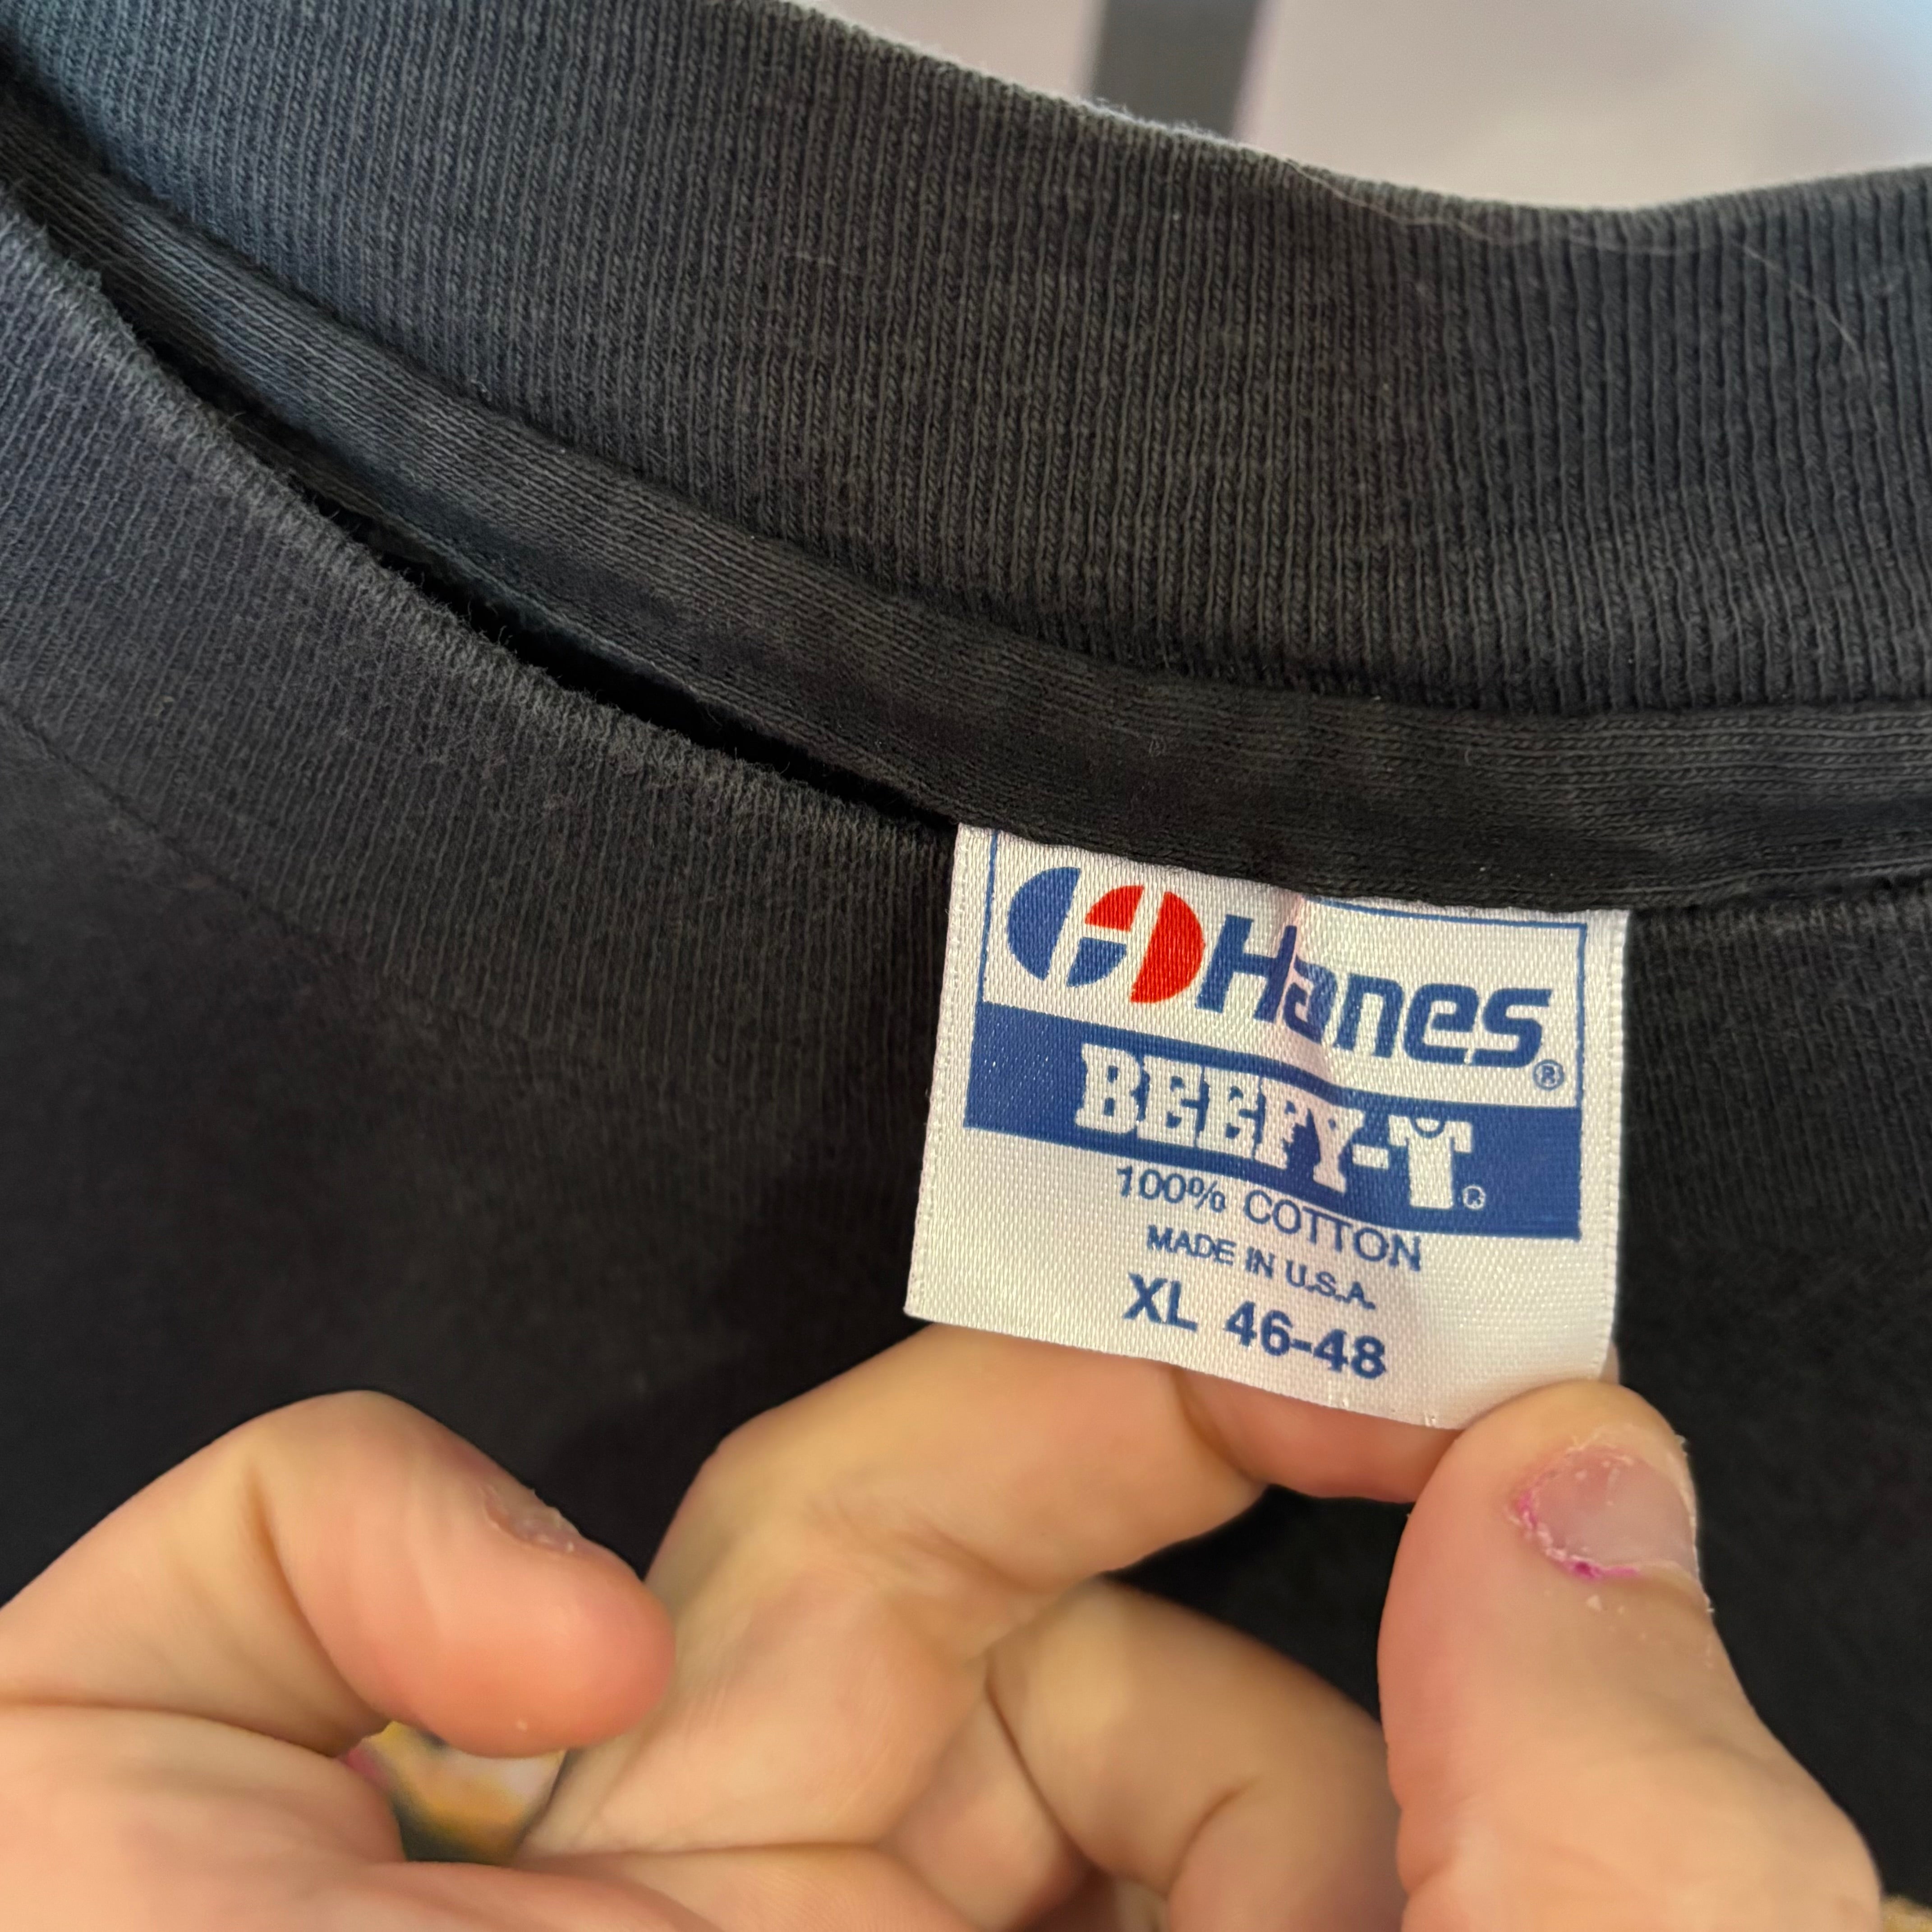 Hanes®
BEEFY-T®
100% COTTON
MADE IN U.S.A.
XL 46-48